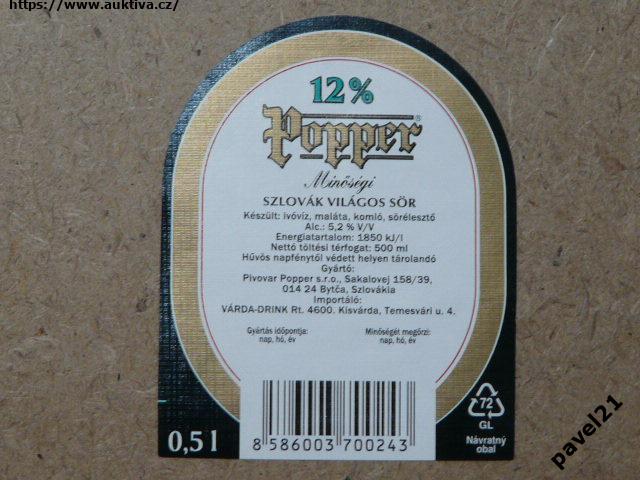 https://www.auktiva.cz/
12%
Popper®
Minőségi
SZLOVÁK VILÁGOS SÖR
Készült: ivóvíz, maláta, komló, sörélesztő
Alc.: 5,2 % V/V
Energiatartalom: 1850 kJ/l
Nettó töltési térfogat: 500 ml
Hűvös napfénytől védett helyen tárolandó
Gyártó:
Pivovar Popper s.r.o., Sakalovej 158/39,
014 24 Bytča, Szlovákia
Importáló:
VÁRDA-DRINK Rt. 4600. Kisvárda, Temesvári u. 4.
Gyártás időpontja:
nap, hó, év
Minőségét megőrzi:
nap, hó, év
72
GL
Návratný
obal
0,5 l
8 586003 700243
pavel21